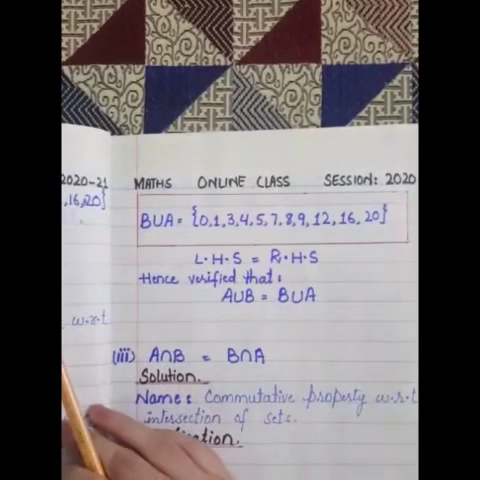 2020-21
,16,20}
w.r.t
MATHS ONLINE CLASS SESSION: 2020
BUA = {0,1,3,4,5,7,8,9,12,16,20}
L.H.S = R.H.S
Hence verified that:
AUB = BUA
(iii) A∩B = B∩A
Solution.
Name: Commutative property w.r.t
intersection of sets.